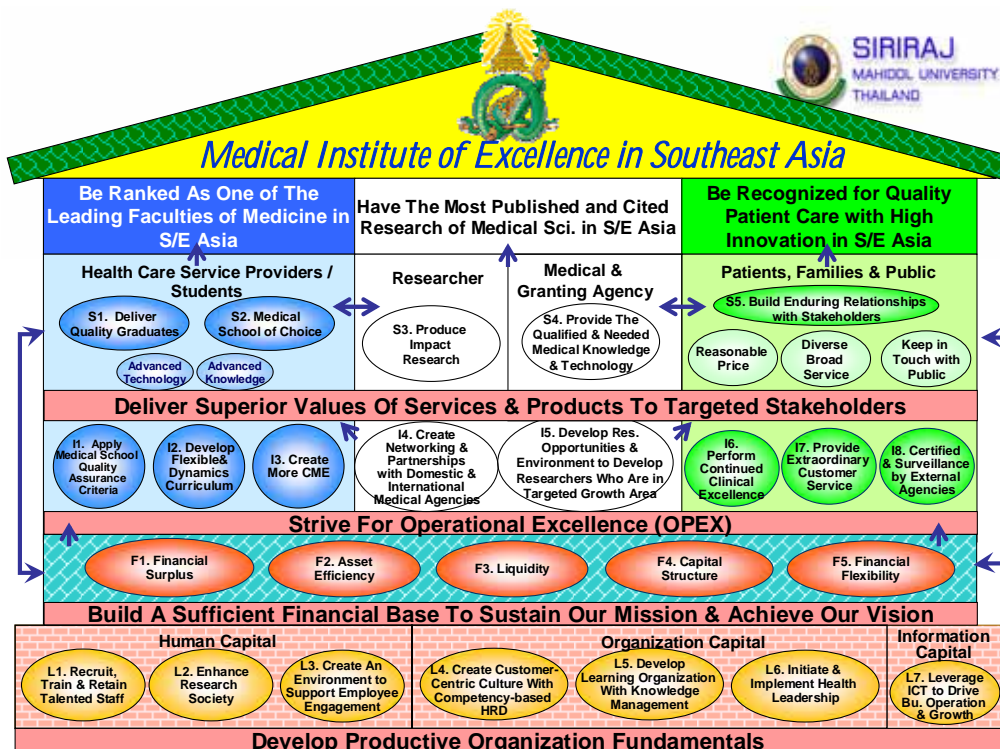 SIRIRAJ
MAHIDOL UNIVERSITY
THAILAND
Medical Institute of Excellence in Southeast Asia
Be Ranked As One of The
Leading Faculties of Medicine in
S/E Asia
Have The Most Published and Cited
Research of Medical Sci. in S/E Asia
Be Recognized for Quality
Patient Care with High
Innovation in S/E Asia
Health Care Service Providers /
Students
S1. Deliver
Quality Graduates
S2. Medical
School of Choice
Advanced
Technology
Advanced
Knowledge
Researcher
S3. Produce
Impact
Research
Medical &
Granting Agency
S4. Provide The
Qualified & Needed
Medical Knowledge
& Technology
Patients, Families & Public
S5. Build Enduring Relationships
with Stakeholders
Reasonable
Price
Diverse
Broad
Service
Keep in
Touch with
Public
Deliver Superior Values Of Services & Products To Targeted Stakeholders
I1. Apply
Medical School
Quality
Assurance
Criteria
I2. Develop
Flexible&
Dynamics
Curriculum
I3. Create
More CME
I4. Create
Networking &
Partnerships
with Domestic &
International
Medical Agencies
I5. Develop Res.
Opportunities &
Environment to Develop
Researchers Who Are in
Targeted Growth Area
I6.
Perform
Continued
Clinical
Excellence
I7. Provide
Extraordinary
Customer
Service
I8. Certified
& Surveillance
by External
Agencies
Strive For Operational Excellence (OPEX)
F1. Financial
Surplus
F2. Asset
Efficiency
F3. Liquidity
F4. Capital
Structure
F5. Financial
Flexibility
Build A Sufficient Financial Base To Sustain Our Mission & Achieve Our Vision
Human Capital
L1. Recruit,
Train & Retain
Talented Staff
L2. Enhance
Research
Society
L3. Create An
Environment to
Support Employee
Engagement
Organization Capital
L4. Create Customer-
Centric Culture With
Competency-based
HRD
L5. Develop
Learning Organization
With Knowledge
Management
L6. Initiate &
Implement Health
Leadership
Information
Capital
L7. Leverage
ICT to Drive
Bu. Operation
& Growth
Develop Productive Organization Fundamentals